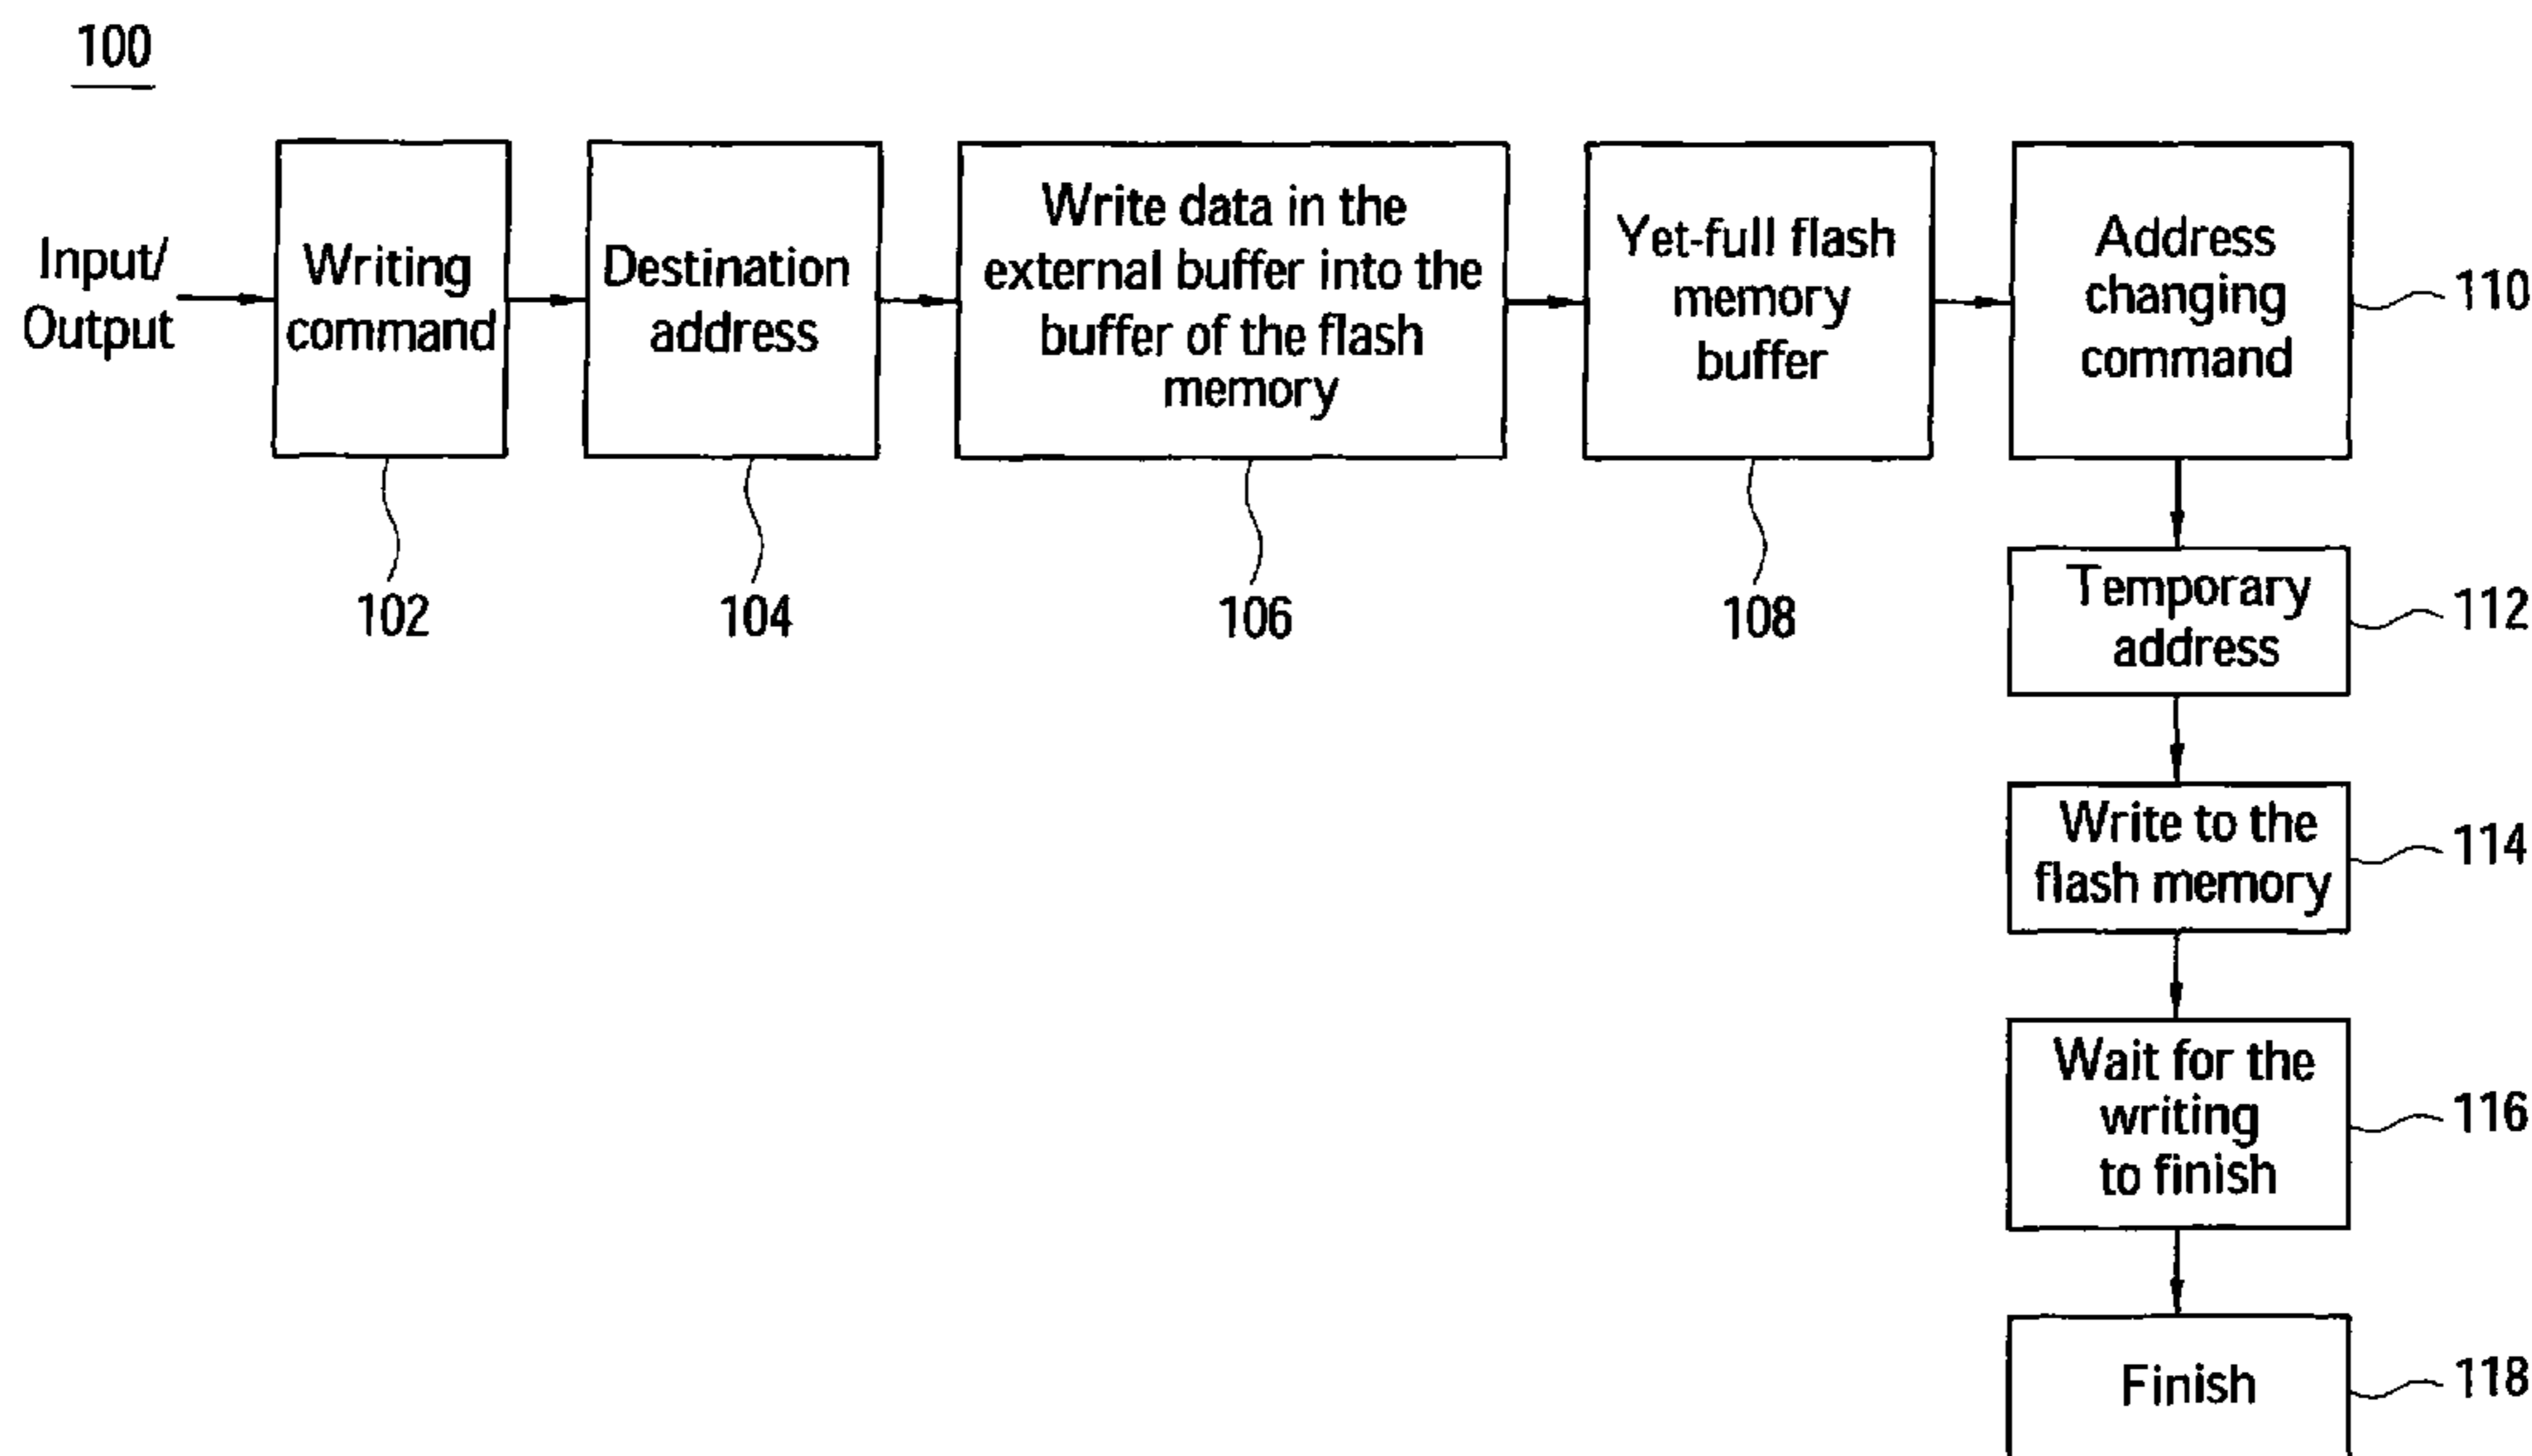 100
Input/
Output
Writing
command
Destination
address
Write data in the
external buffer into the
buffer of the flash
memory
Yet-full flash
memory
buffer
Address
changing
command
110
102
104
106
108
Temporary
address
112
Write to the
flash memory
114
Wait for the
writing
to finish
116
Finish
118